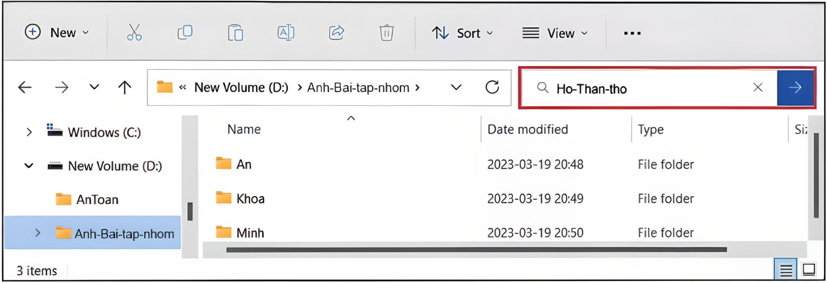 New Sort View ...
« New Volume (D:) > Anh-Bai-tap-nhom > Ho-Than-tho
Windows (C:)
New Volume (D:)
AnToan
Anh-Bai-tap-nhom
Name Date modified Type Siz
An 2023-03-19 20:48 File folder
Khoa 2023-03-19 20:49 File folder
Minh 2023-03-19 20:50 File folder
3 items